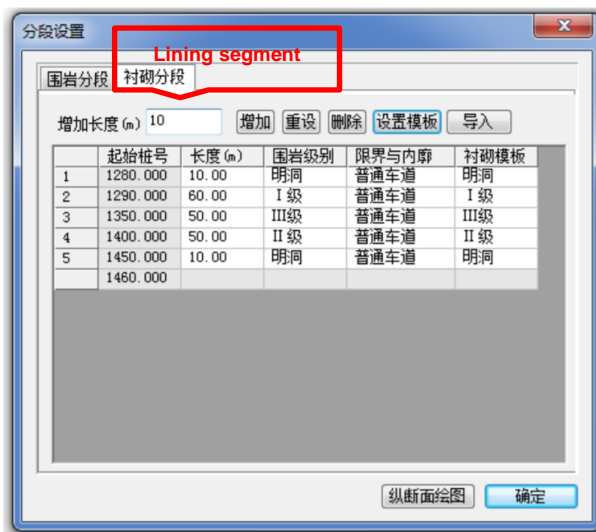 分段设置
Lining segment
围岩分段 衬砌分段
增加长度(m) 10 增加 重设 删除 设置模板 导入
起始桩号 长度(m) 围岩级别 限界与内廓 衬砌模板
1 1280.000 10.00 明洞 普通车道 明洞
2 1290.000 60.00 I 级 普通车道 I 级
3 1350.000 50.00 III级 普通车道 III级
4 1400.000 50.00 II 级 普通车道 II 级
5 1450.000 10.00 明洞 普通车道 明洞
1460.000
纵断面绘图 确定